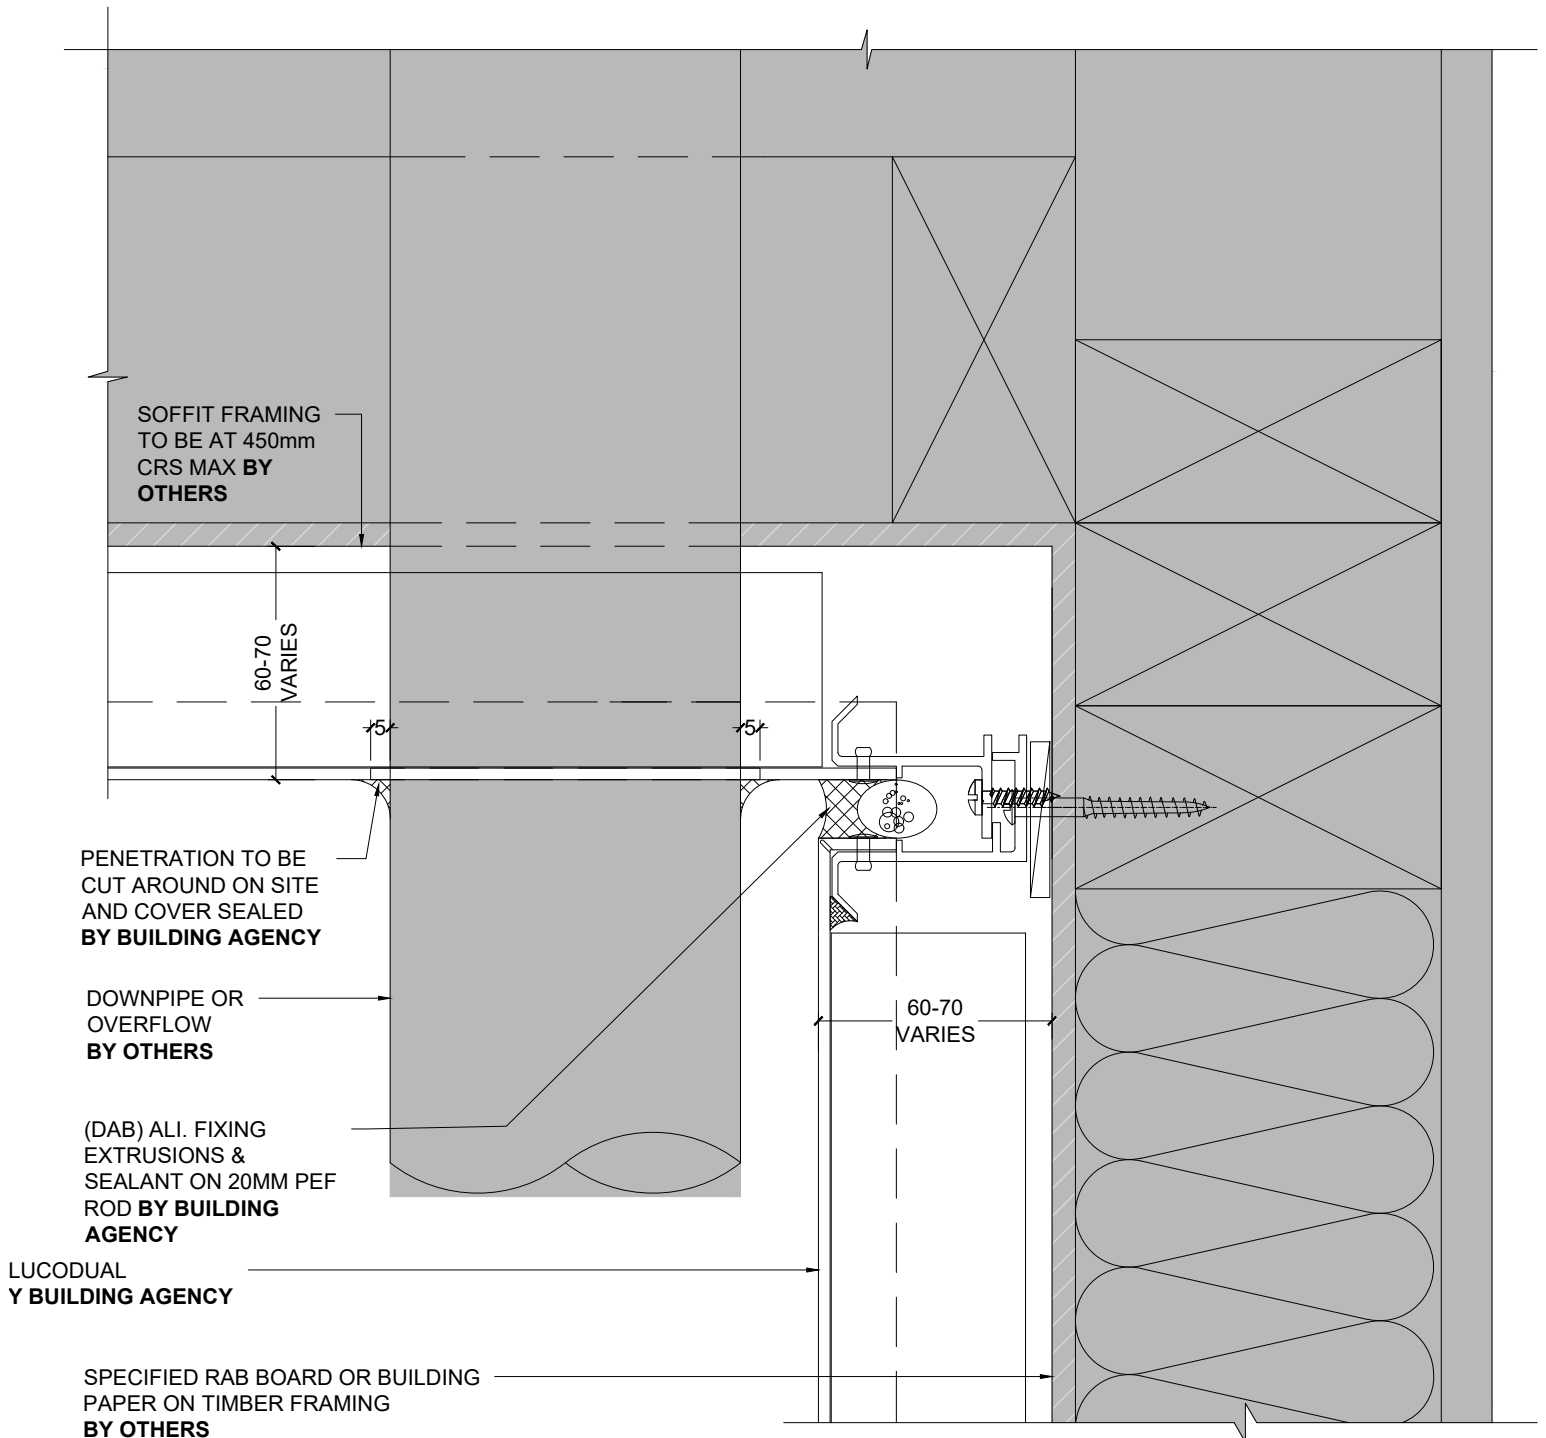 SOFFIT FRAMING
TO BE AT 450mm
CRS MAX BY
OTHERS
60-70
VARIES
5
5
PENETRATION TO BE
CUT AROUND ON SITE
AND COVER SEALED
BY BUILDING AGENCY
DOWNPIPE OR
OVERFLOW
BY OTHERS
60-70
VARIES
(DAB) ALI. FIXING
EXTRUSIONS &
SEALANT ON 20MM PEF
ROD BY BUILDING
AGENCY
LUCODUAL
Y BUILDING AGENCY
SPECIFIED RAB BOARD OR BUILDING
PAPER ON TIMBER FRAMING
BY OTHERS